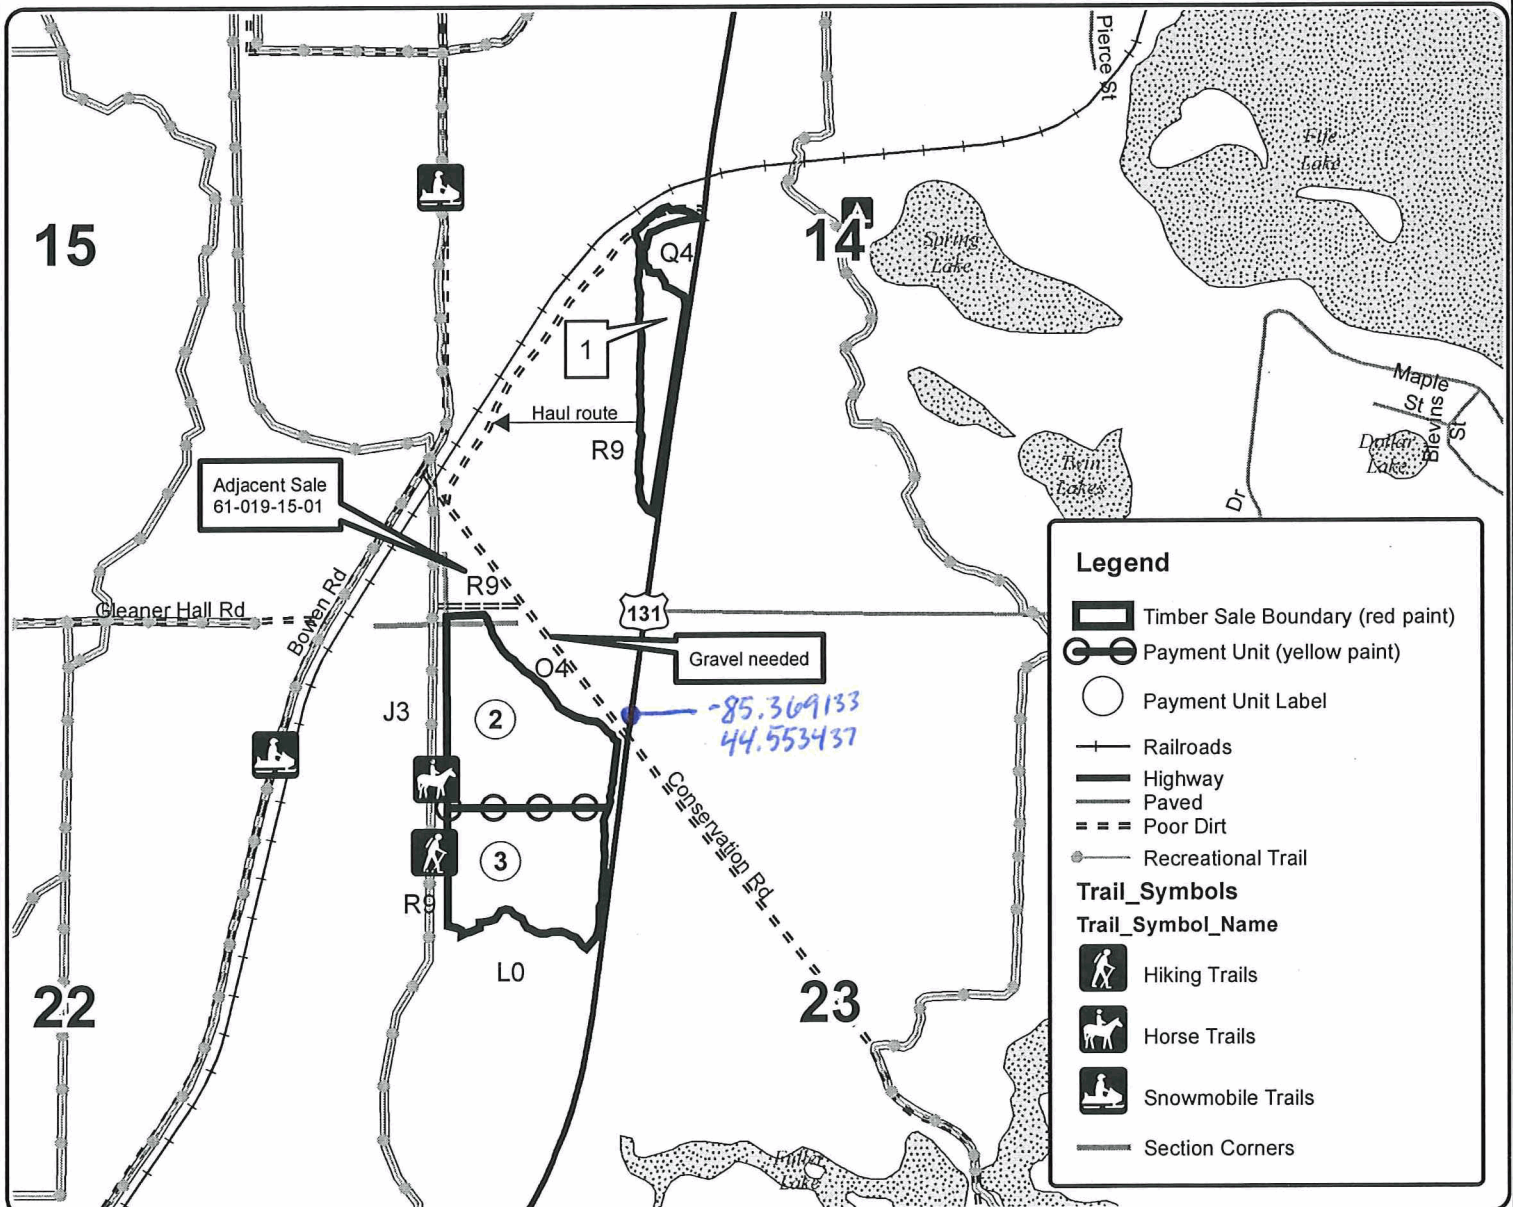 Pierce St
Fife
Lake
15
14
Spring
Lake
Q4
1
Haul route
R9
Maple
St
Blevins
St
Dollar
Lake
Twin
Lakes
Dr
Adjacent Sale
61-019-15-01
R9
Gleaner Hall Rd
Bowen Rd
131
Gravel needed
O4
J3
2
-85.369133
44.553437
Conservation Rd
3
R9
L0
22
23
Fuller
Lake
Legend
Timber Sale Boundary (red paint)
Payment Unit (yellow paint)
Payment Unit Label
Railroads
Highway
Paved
Poor Dirt
Recreational Trail
Trail_Symbols
Trail_Symbol_Name
Hiking Trails
Horse Trails
Snowmobile Trails
Section Corners